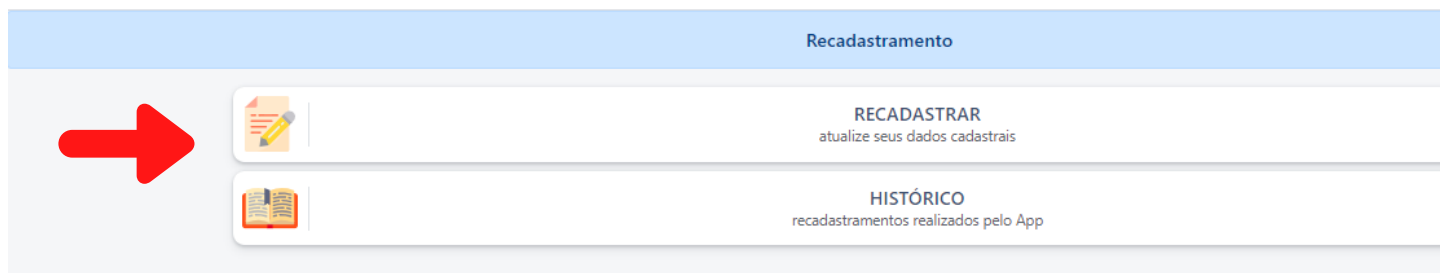 Recadastramento
RECADASTRAR
atualize seus dados cadastrais
HISTÓRICO
recadastramentos realizados pelo App